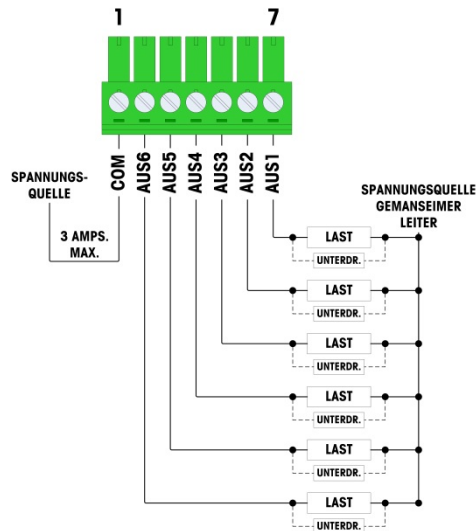 1 7
COM AUS6 AUS5 AUS4 AUS3 AUS2 AUS1
SPANNUNGS-
QUELLE
3 AMPS.
MAX.
SPANNUNGSQUELLE
GEMANSEIMER
LEITER
LAST
UNTERDR.
LAST
UNTERDR.
LAST
UNTERDR.
LAST
UNTERDR.
LAST
UNTERDR.
LAST
UNTERDR.